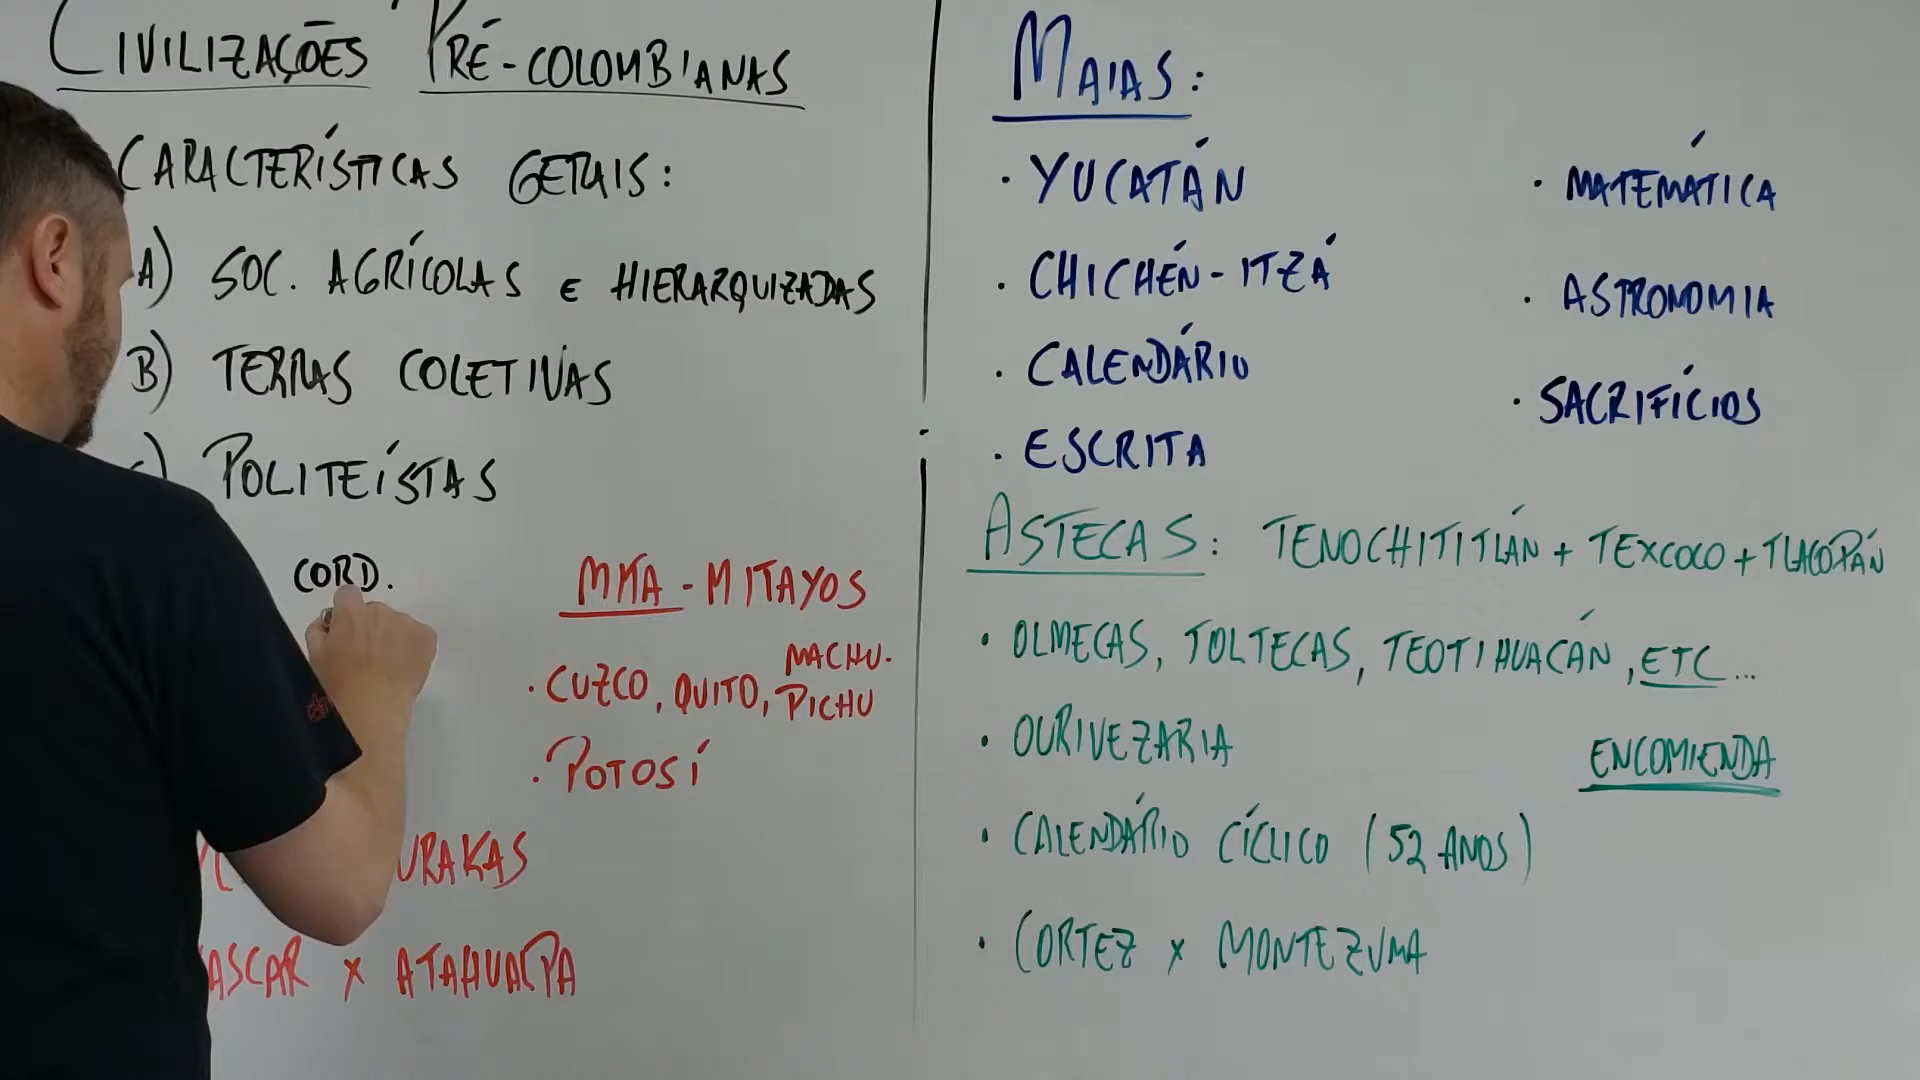 CIVILIZAÇÕES PRÉ-COLOMBIANAS
CARACTERÍSTICAS GERAIS:
A) SOC. AGRÍCOLAS E HIERARQUIZADAS
B) TERRAS COLETIVAS
C) POLITEÍSTAS
CORD.
MITA - MITAYOS
· CUZCO, QUITO, MACHU-
PICHU
· POTOSÍ
URAKAS
ASCAR X ATAHUALPA
MAIAS:
· YUCATÁN
· CHICHÉN-ITZÁ
· CALENDÁRIO
· ESCRITA
· MATEMÁTICA
· ASTRONOMIA
· SACRIFÍCIOS
ASTECAS: TENOCHITITLÁN + TEXCOCO + TLACOPÁN
· OLMECAS, TOLTECAS, TEOTIHUACÁN, ETC...
· OURIVEZARIA
ENCOMIENDA
· CALENDÁRIO CÍCLICO (52 ANOS)
· CORTEZ X MONTEZUMA